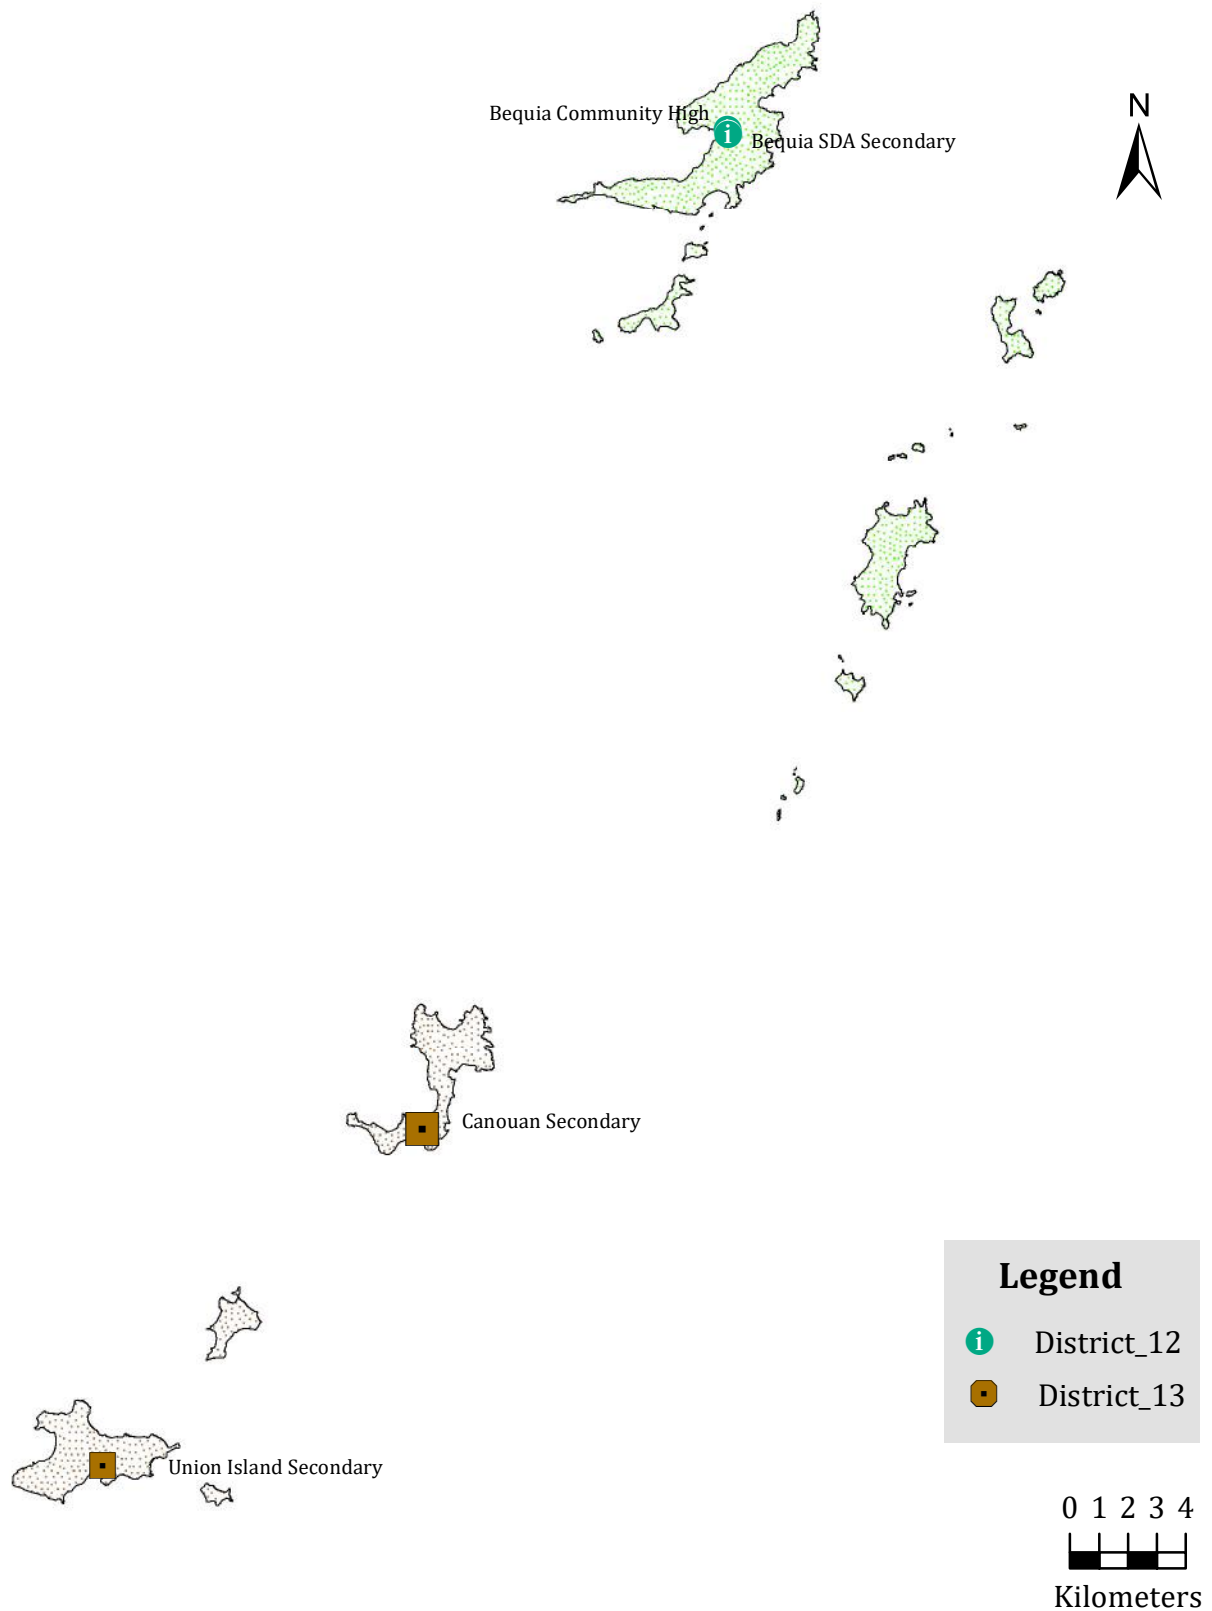 Bequia Community High
N
i
Bequia SDA Secondary
Canouan Secondary
Legend
i District_12
District_13
Union Island Secondary
0 1 2 3 4
Kilometers